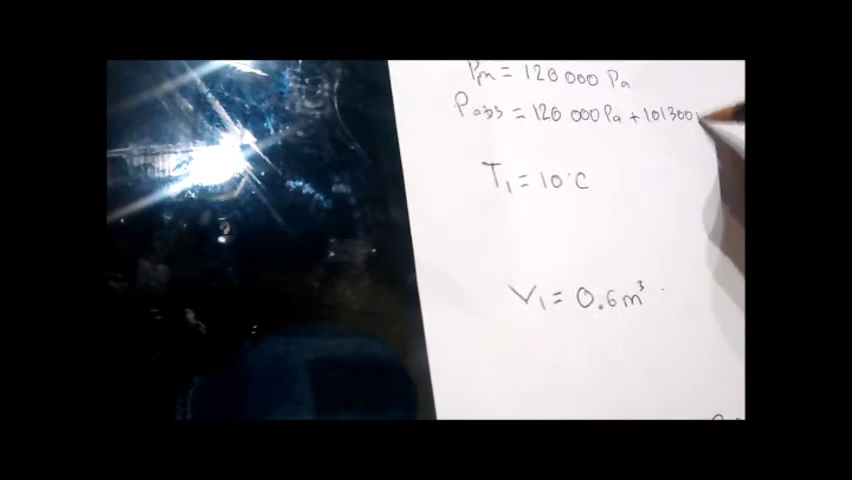 Pm = 120 000 Pa
Pabs = 120 000 Pa + 101300
T1 = 10°C
V1 = 0.6m³